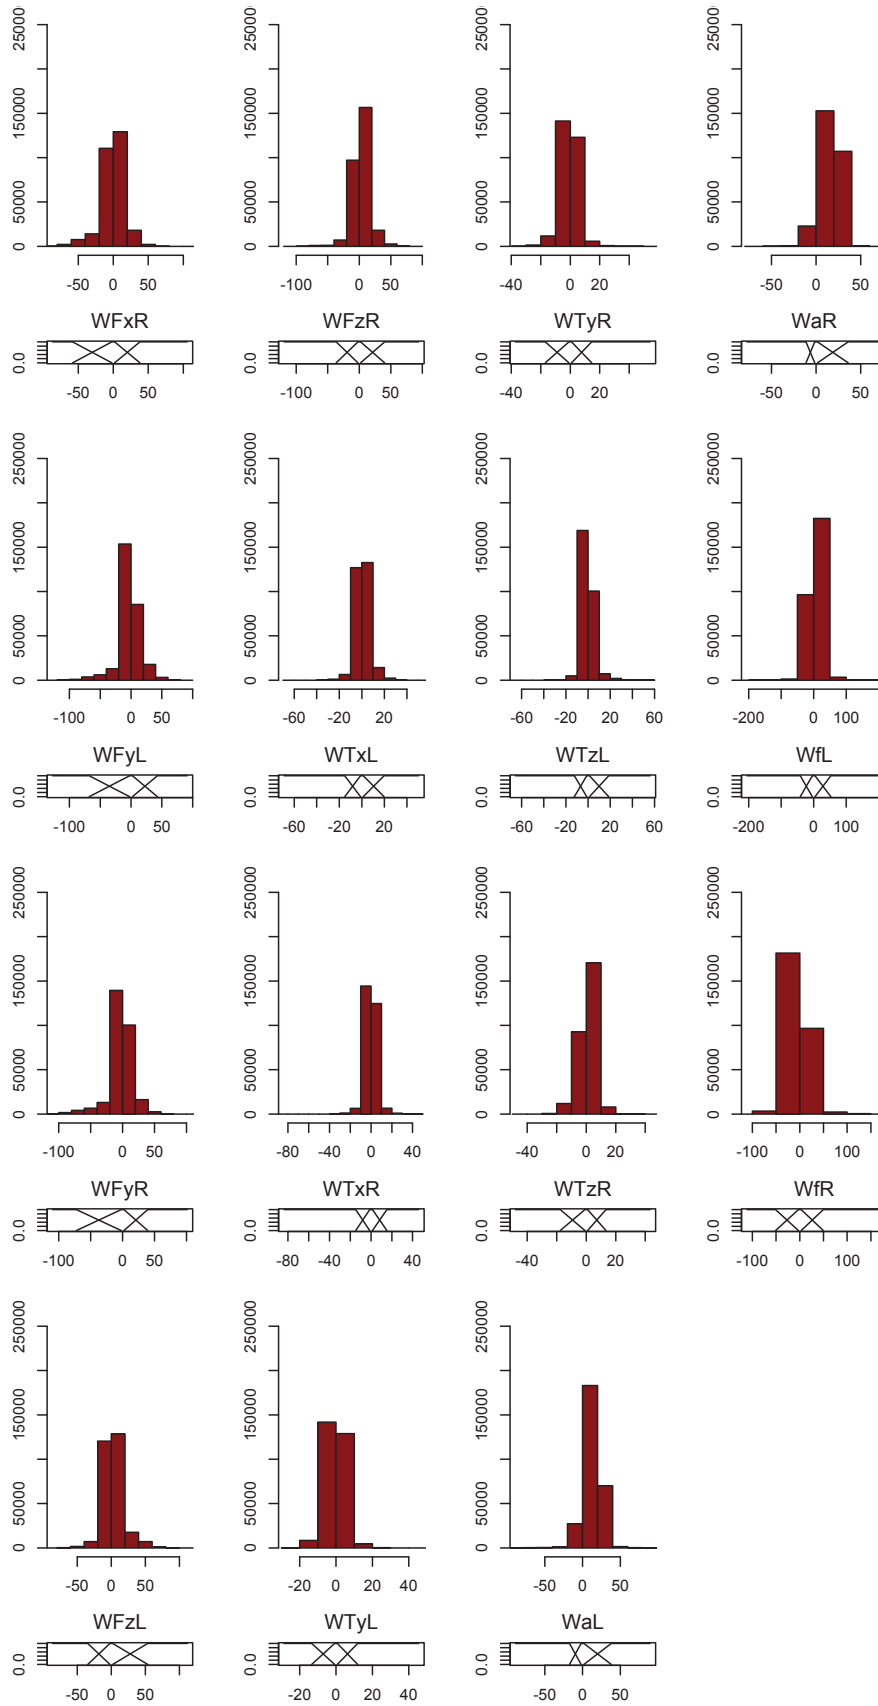 25000 25000 25000 25000
150000 150000 150000 150000
50000 50000 50000 50000
0 0 0 0
-50 0 50 -100 0 50 -40 0 20 -50 0 50
WFxR WFzR WTyR WaR
0.0 0.0 0.0 0.0
-50 0 50 -100 0 50 -40 0 20 -50 0 50
250000 250000 250000 250000
150000 150000 150000 150000
50000 50000 50000 50000
0 0 0 0
-100 0 50 -60 -20 20 -60 -20 20 60 -200 0 100
WFyL WTxL WTzL WfL
0.0 0.0 0.0 0.0
-100 0 50 -60 -20 20 -60 -20 20 60 -200 0 100
250000 250000 250000 250000
150000 150000 150000 150000
50000 50000 50000 50000
0 0 0 0
-100 0 50 -80 -40 0 40 -40 0 20 -100 0 50
WFyR WTxR WTzR WfR
0.0 0.0 0.0 0.0
-100 0 50 -80 -40 0 40 -40 0 20 -100 0 50
250000 250000 250000
150000 150000 150000
50000 50000 50000
0 0 0
-50 0 50 -20 0 20 40 -50 0 50
WFzL WTyL WaL
0.0 0.0 0.0
-50 0 50 -20 0 20 40 -50 0 50